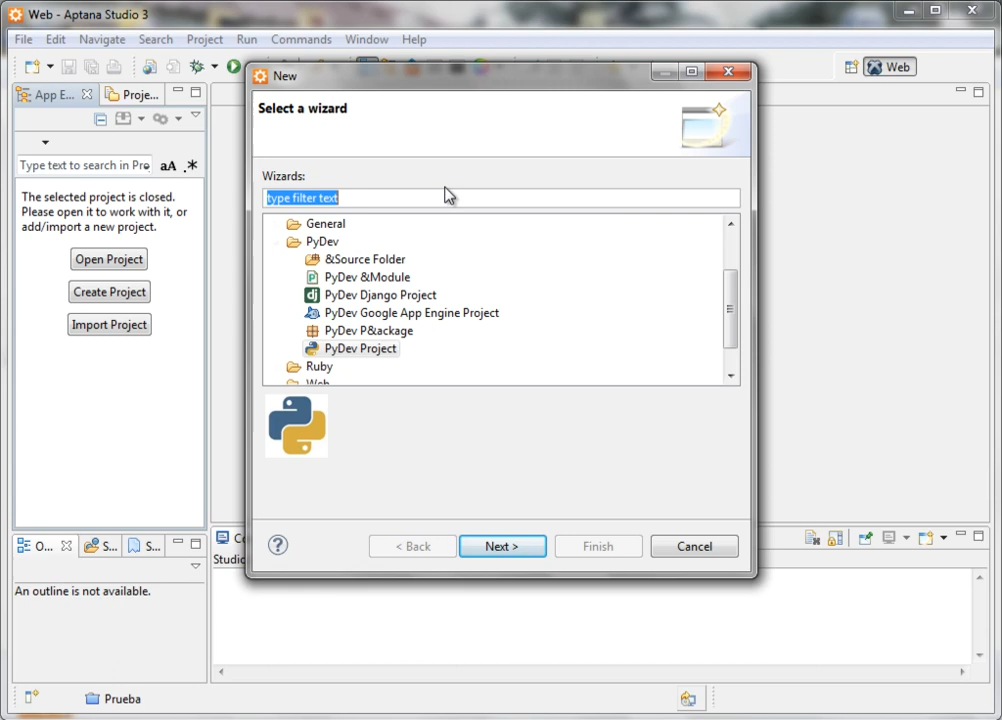 Web - Aptana Studio 3
File Edit Navigate Search Project Run Commands Window Help
Web
App E... Proje...
Type text to search in Pro aA .*
The selected project is closed.
Please open it to work with it, or
add/import a new project.
Open Project
Create Project
Import Project
New
Select a wizard
Wizards:
type filter text
General
PyDev
&Source Folder
PyDev &Module
dj PyDev Django Project
PyDev Google App Engine Project
PyDev P&ackage
PyDev Project
Ruby
Web
? < Back Next > Finish Cancel
O... S... S...
An outline is not available.
Co
Studio
Prueba